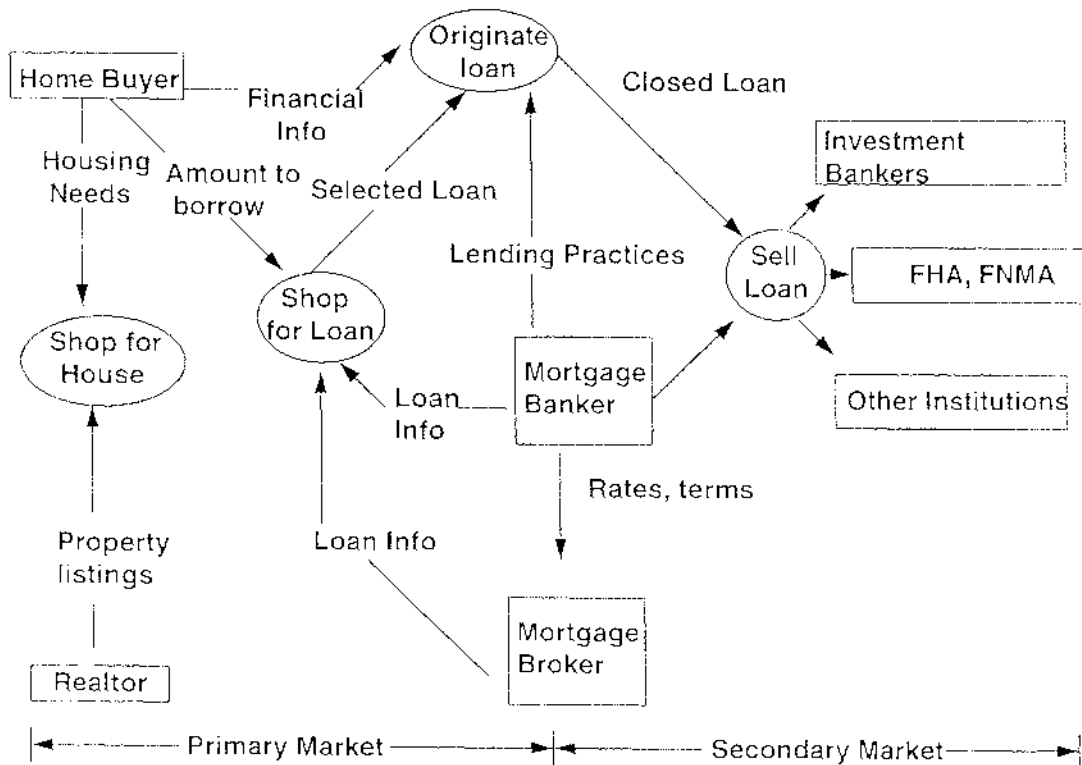 Originate
loan
Home Buyer
Financial
Info
Closed Loan
Housing
Needs
Amount to
borrow
Selected Loan
Investment
Bankers
Lending Practices
Sell
Loan
FHA, FNMA
Shop
for Loan
Shop for
House
Mortgage
Banker
Loan
Info
Other Institutions
Rates, terms
Property
listings
Loan Info
Mortgage
Broker
Realtor
Primary Market
Secondary Market